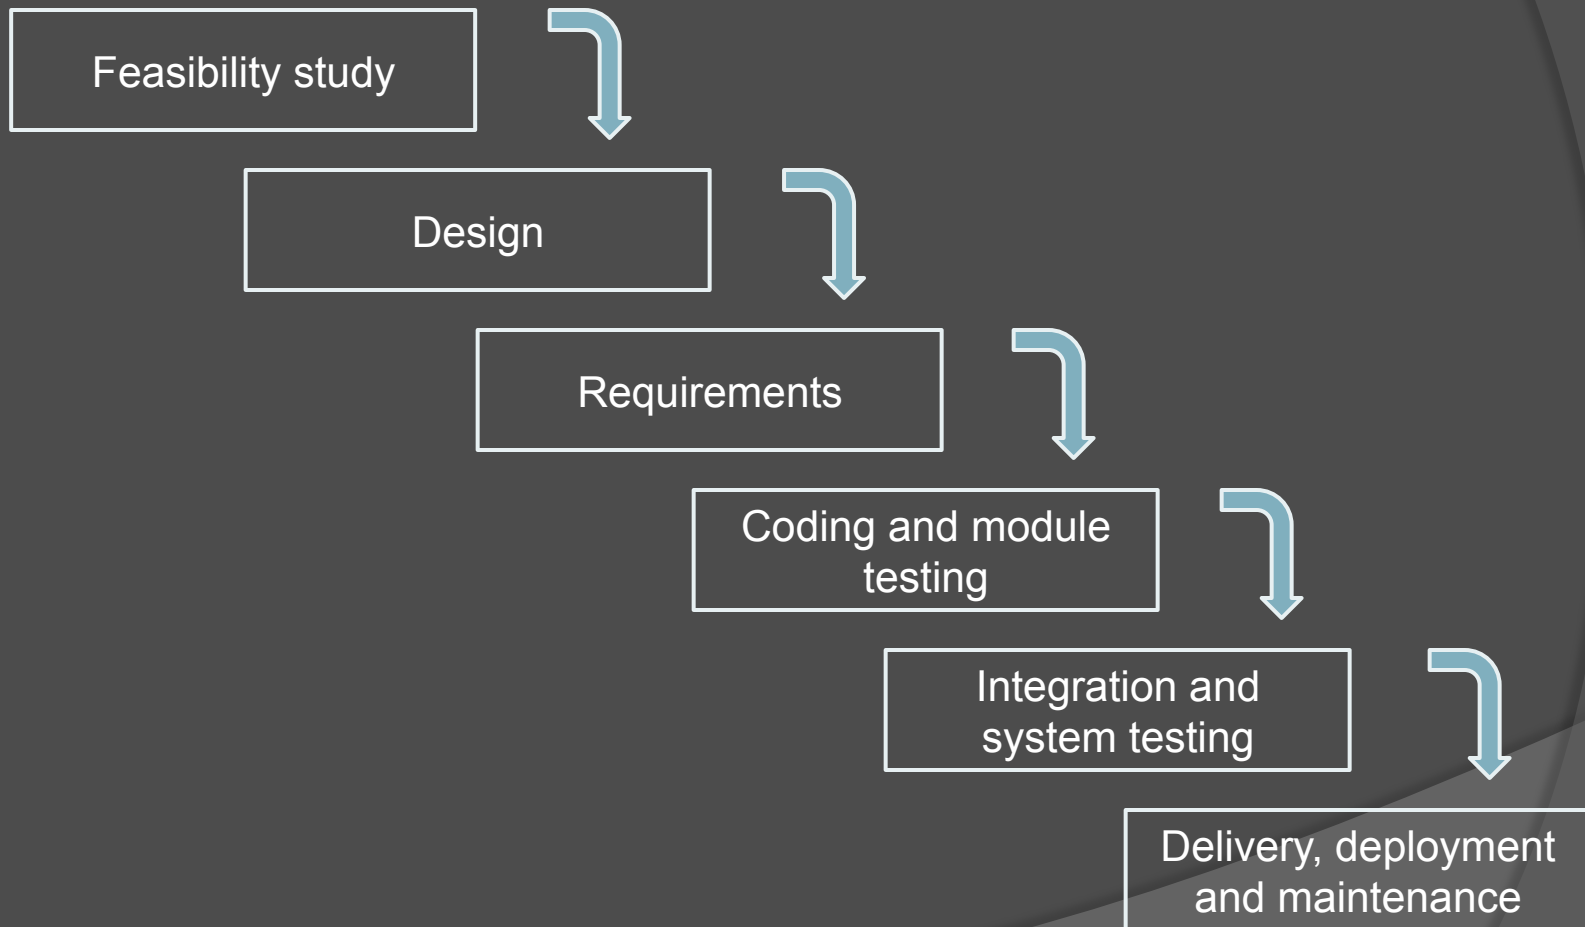 Feasibility study
Design
Requirements
Coding and module
testing
Integration and
system testing
Delivery, deployment
and maintenance